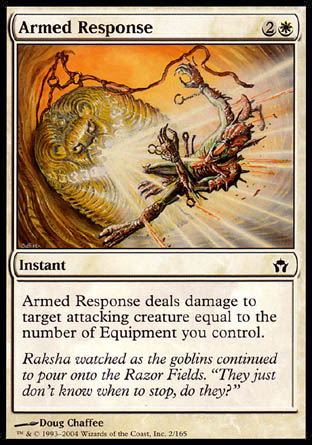 Armed Response 2
Instant
Armed Response deals damage to
target attacking creature equal to the
number of Equipment you control.
Raksha watched as the goblins continued
to pour onto the Razor Fields. “They just
don't know when to stop, do they?”
Doug Chaffee
™ & © 1993–2004 Wizards of the Coast, Inc. 2/165